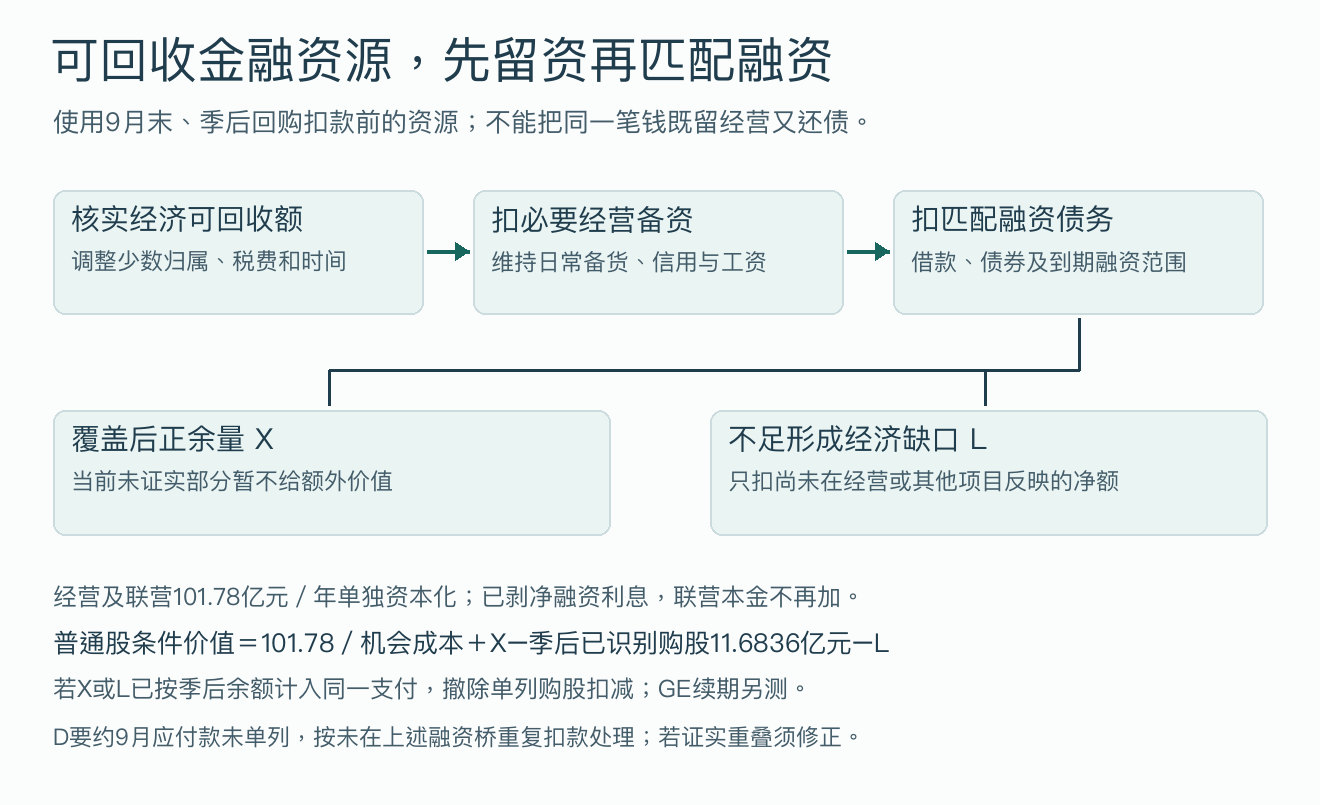 可回收金融资源，先留资再匹配融资
使用9月末、季后回购扣款前的资源；不能把同一笔钱既留经营又还债。
核实经济可回收额
调整少数归属、税费和时间
扣必要经营备资
维持日常备货、信用与工资
扣匹配融资债务
借款、债券及到期融资范围
覆盖后正余量 X
当前未证实部分暂不给额外价值
不足形成经济缺口 L
只扣尚未在经营或其他项目反映的净额
经营及联营101.78亿元 / 年单独资本化；已剥净融资利息，联营本金不再加。
普通股条件价值＝101.78 / 机会成本＋X－季后已识别购股11.6836亿元－L
若X或L已按季后余额计入同一支付，撤除单列购股扣减；GE续期另测。
D要约9月应付款未单列，按未在上述融资桥重复扣款处理；若证实重叠须修正。